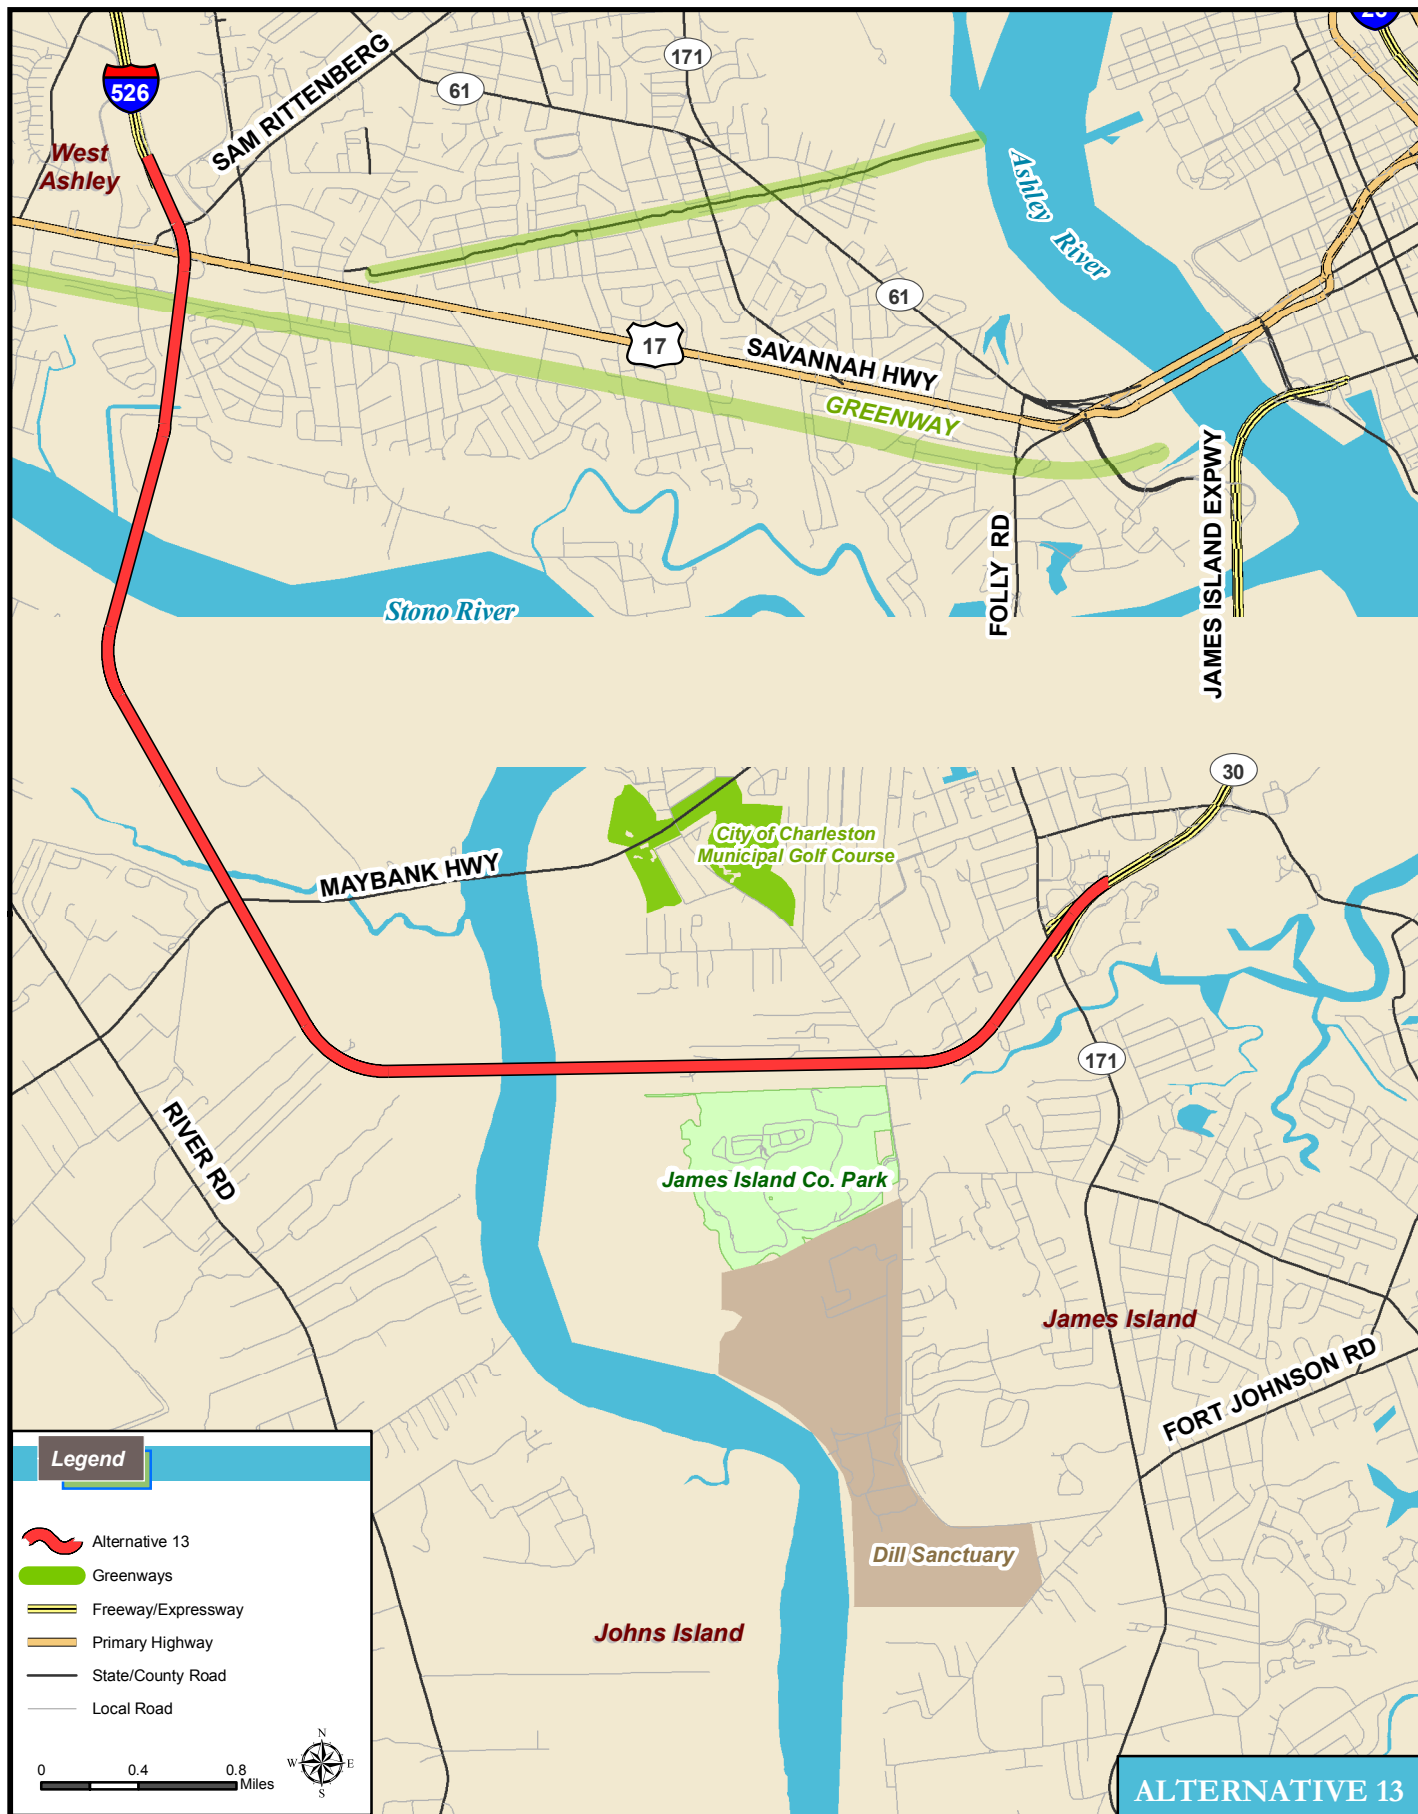 26
171
526
61
SAM RITTENBERG
West
Ashley
Ashley River
61
17
SAVANNAH HWY
GREENWAY
JAMES ISLAND EXPWY
FOLLY RD
Stono River
30
City of Charleston
Municipal Golf Course
MAYBANK HWY
171
RIVER RD
James Island Co. Park
James Island
FORT JOHNSON RD
Dill Sanctuary
Johns Island
Legend
Alternative 13
Greenways
Freeway/Expressway
Primary Highway
State/County Road
Local Road
0 0.4 0.8
Miles
N
W E
S
ALTERNATIVE 13